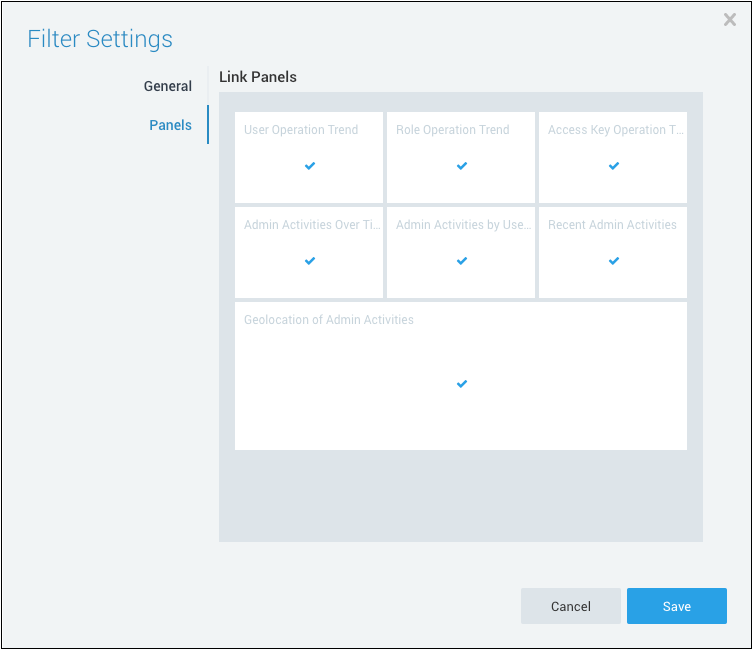 Filter Settings
General
Panels
Link Panels
User Operation Trend
Role Operation Trend
Access Key Operation T...
Admin Activities Over Ti...
Admin Activities by Use...
Recent Admin Activities
Geolocation of Admin Activities
Cancel
Save